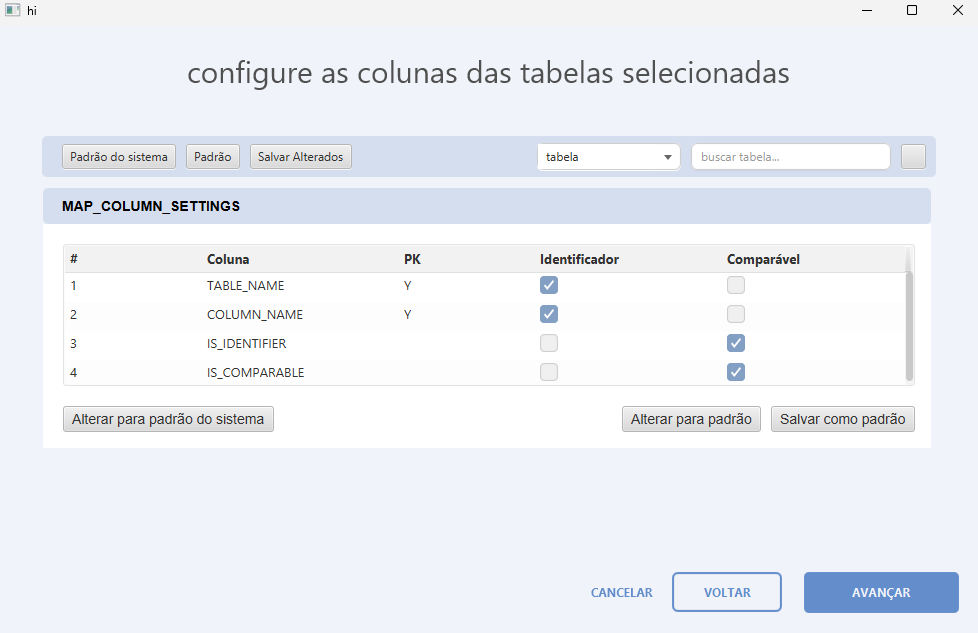 hi
configure as colunas das tabelas selecionadas
Padrão do sistema Padrão Salvar Alterados tabela buscar tabela...
MAP_COLUMN_SETTINGS
# Coluna PK Identificador Comparável
1 TABLE_NAME Y
2 COLUMN_NAME Y
3 IS_IDENTIFIER
4 IS_COMPARABLE
Alterar para padrão do sistema Alterar para padrão Salvar como padrão
CANCELAR VOLTAR AVANÇAR